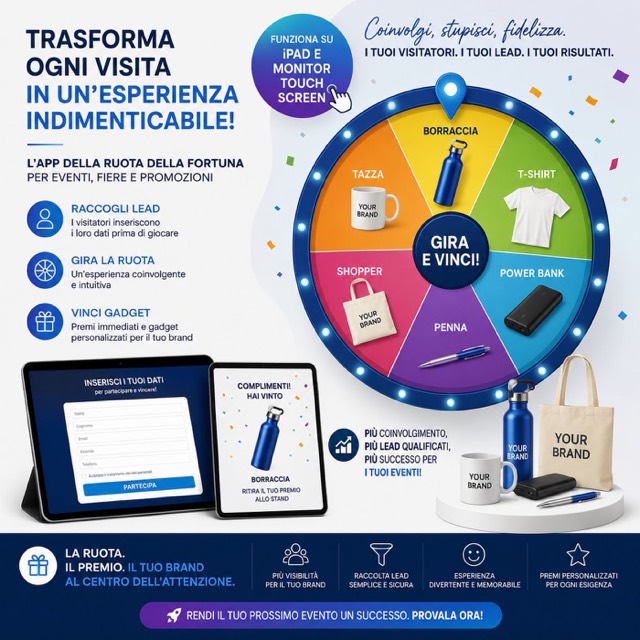 TRASFORMA
OGNI VISITA
IN UN'ESPERIENZA
INDIMENTICABILE!
L'APP DELLA RUOTA DELLA FORTUNA
PER EVENTI, FIERE E PROMOZIONI
RACCOGLI LEAD
I visitatori inseriscono
i loro dati prima di giocare
GIRA LA RUOTA
Un'esperienza coinvolgente
e intuitiva
VINCI GADGET
Premi immediati e gadget
personalizzati per il tuo brand
FUNZIONA SU
iPAD E
MONITOR
TOUCH
SCREEN
Coinvolgi, stupisci, fidelizza.
I TUOI VISITATORI. I TUOI LEAD. I TUOI RISULTATI.
BORRACCIA
TAZZA
YOUR
BRAND
T-SHIRT
GIRA
E VINCI!
SHOPPER
YOUR
BRAND
POWER BANK
PENNA
INSERISCI I TUOI DATI
per partecipare e vincere!
Nome
Cognome
Email
Azienda
Telefono
PARTECIPA
COMPLIMENTI!
HAI VINTO
BORRACCIA
RITIRA IL TUO PREMIO
ALLO STAND
PIÙ COINVOLGIMENTO,
PIÙ LEAD QUALIFICATI,
PIÙ SUCCESSO PER
I TUOI EVENTI!
YOUR
BRAND
YOUR
BRAND
YOUR
BRAND
LA RUOTA.
IL PREMIO. IL TUO BRAND
AL CENTRO DELL'ATTENZIONE.
PIÙ VISIBILITÀ
PER IL TUO BRAND
RACCOLTA LEAD
SEMPLICE E SICURA
ESPERIENZA
DIVERTENTE E MEMORABILE
PREMI PERSONALIZZATI
PER OGNI ESIGENZA
RENDI IL TUO PROSSIMO EVENTO UN SUCCESSO. PROVALA ORA!